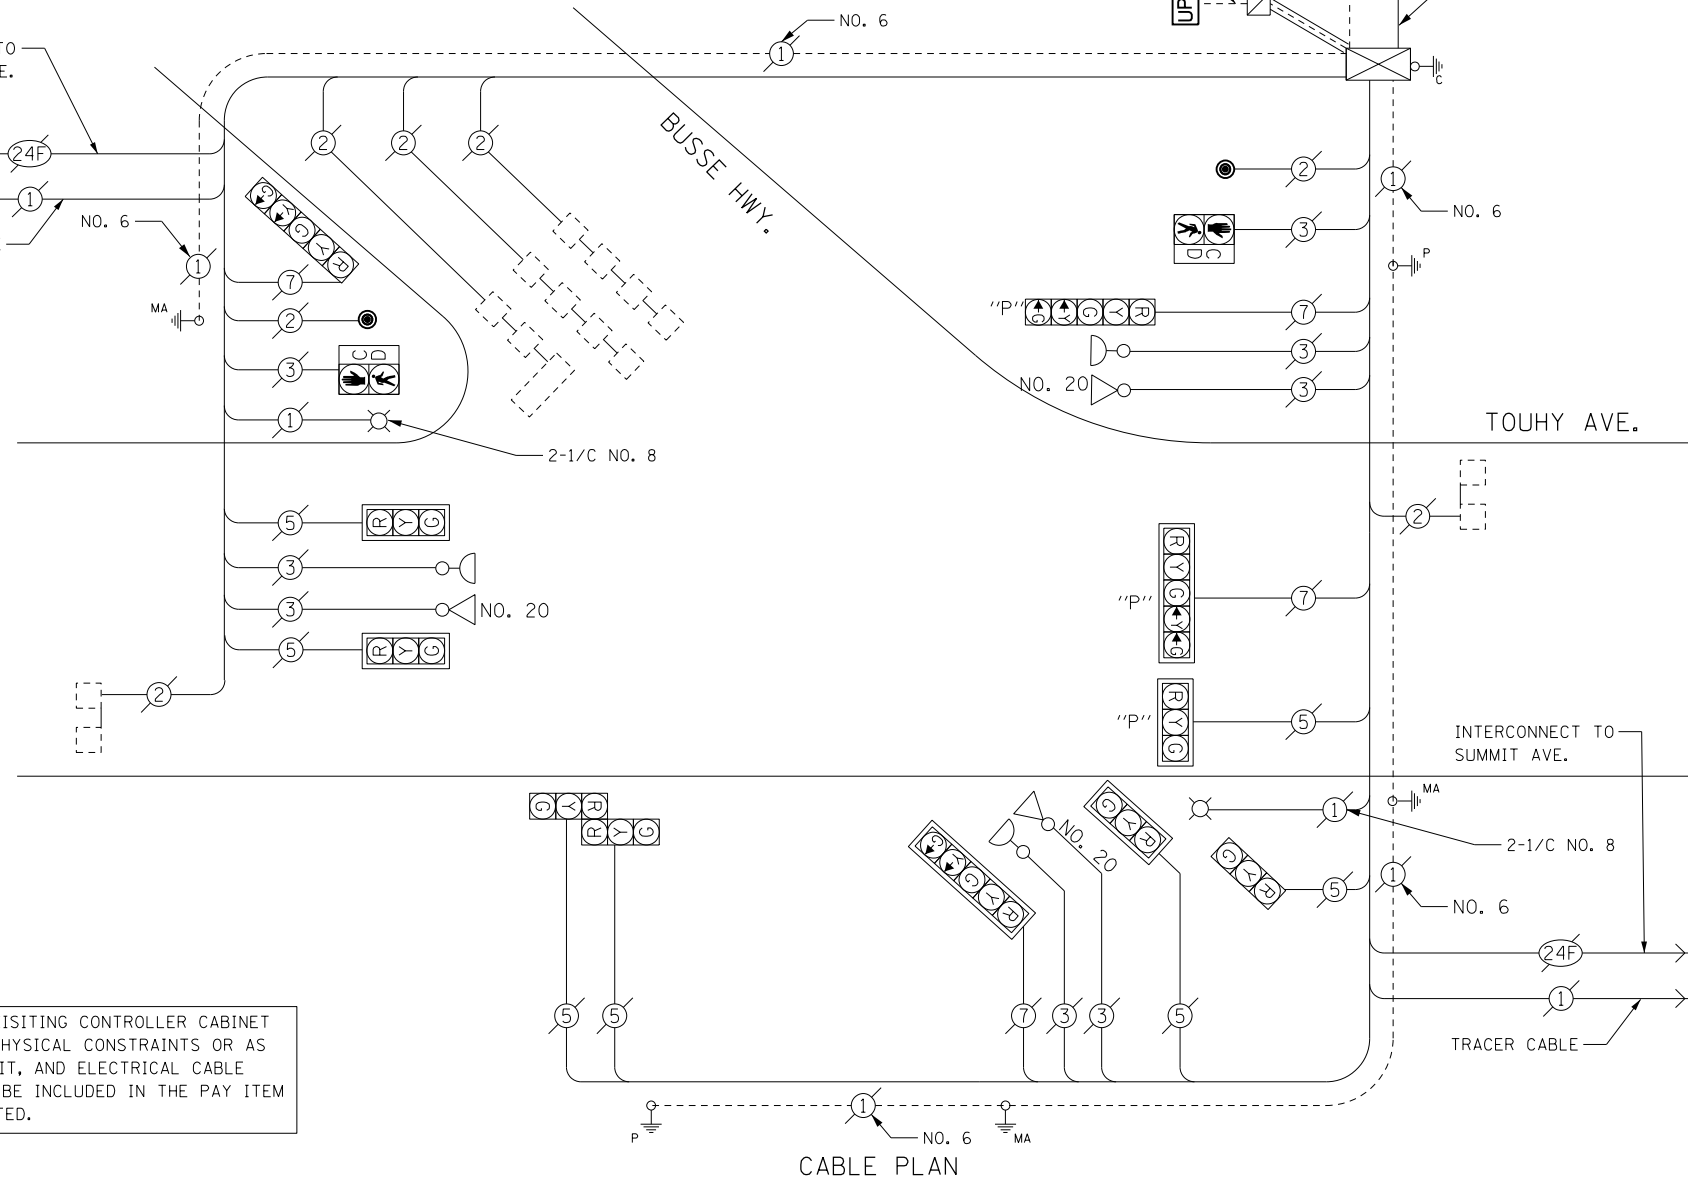 UP
NO. 6
TO
E.
C
1
2
2
2
24F
1
NO. 6
1
MA
G Y G Y R
7
2
C D
3
1
2-1/C NO. 8
BUSSE HWY.
2
1
NO. 6
C D
3
P
"P" G Y G Y R
7
3
NO. 20
3
TOUHY AVE.
5
R Y G
3
3
NO. 20
5
R Y G
2
2
"P"
R Y G Y G
7
"P"
R Y G
5
INTERCONNECT TO
SUMMIT AVE.
MA
G Y R
R Y G
NO. 20
G Y R
1
2-1/C NO. 8
G Y G Y R
G Y R
5
1
NO. 6
24F
1
TRACER CABLE
5
5
7
3
3
5
ISITING CONTROLLER CABINET
HYSICAL CONSTRAINTS OR AS
IT, AND ELECTRICAL CABLE
BE INCLUDED IN THE PAY ITEM
TED.
P
1
NO. 6
MA
CABLE PLAN